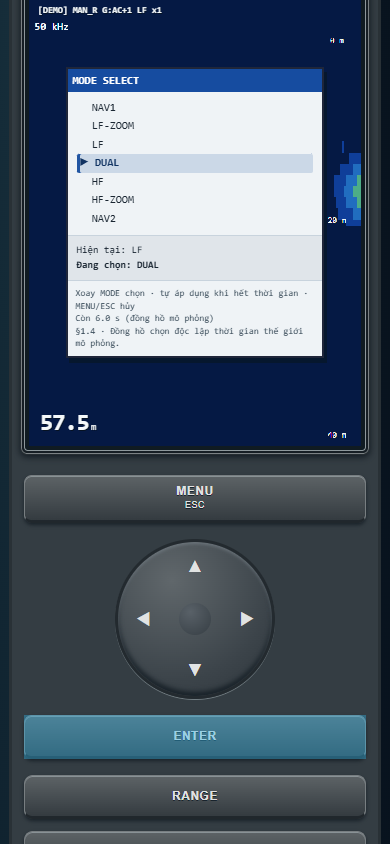 [DEMO] MAN_R G:AC+1 LF x1
50 kHz
0 m
MODE SELECT
NAV1
LF-ZOOM
LF
DUAL
HF
HF-ZOOM
NAV2
20 m
Hiện tại: LF
Đang chọn: DUAL
Xoay MODE chọn · tự áp dụng khi hết thời gian ·
MENU/ESC hủy
Còn 6.0 s (đồng hồ mô phỏng)
§1.4 · Đồng hồ chọn độc lập thời gian thế giới
mô phỏng.
57.5m
40 m
MENU
ESC
ENTER
RANGE